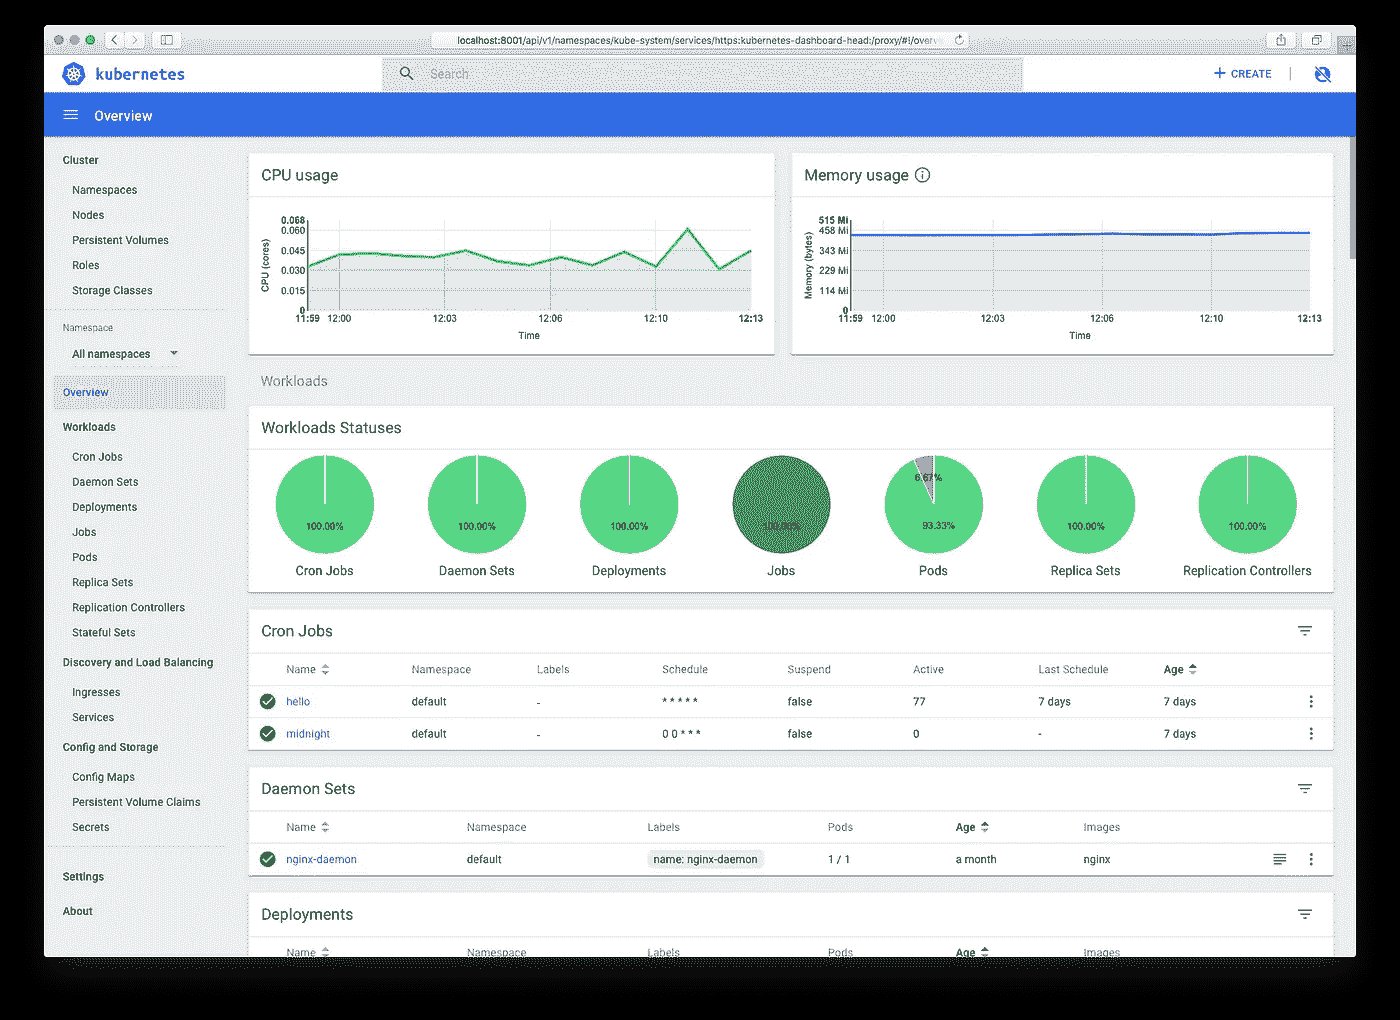 localhost:8001/api/v1/namespaces/kube-system/services/https:kubernetes-dashboard-head:/proxy/#!/overv
kubernetes
Search
+ CREATE |
Overview
Cluster
Namespaces
Nodes
Persistent Volumes
Roles
Storage Classes
Namespace
All namespaces
Overview
Workloads
Cron Jobs
Daemon Sets
Deployments
Jobs
Pods
Replica Sets
Replication Controllers
Stateful Sets
Discovery and Load Balancing
Ingresses
Services
Config and Storage
Config Maps
Persistent Volume Claims
Secrets
Settings
About
CPU usage
CPU (cores)
0.068
0.060
0.045
0.030
0.015
0
11:59 12:00 12:03 12:06 12:10 12:13
Time
Memory usage
Memory (bytes)
515 Mi
458 Mi
343 Mi
229 Mi
114 Mi
0
11:59 12:00 12:03 12:06 12:10 12:13
Time
Workloads
Workloads Statuses
6.67%
100.00% 100.00% 100.00% 100.00% 93.33% 100.00% 100.00%
Cron Jobs Daemon Sets Deployments Jobs Pods Replica Sets Replication Controllers
Cron Jobs
Name Namespace Labels Schedule Suspend Active Last Schedule Age
hello default - * * * * * false 77 7 days 7 days
midnight default - 0 0 * * * false 0 - 7 days
Daemon Sets
Name Namespace Labels Pods Age Images
nginx-daemon default name: nginx-daemon 1 / 1 a month nginx
Deployments
Name Namespace Labels Pods Age Images